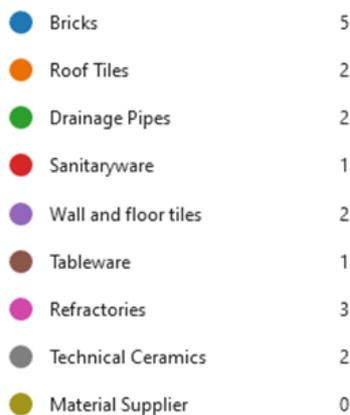 Bricks 5
Roof Tiles 2
Drainage Pipes 2
Sanitaryware 1
Wall and floor tiles 2
Tableware 1
Refractories 3
Technical Ceramics 2
Material Supplier 0